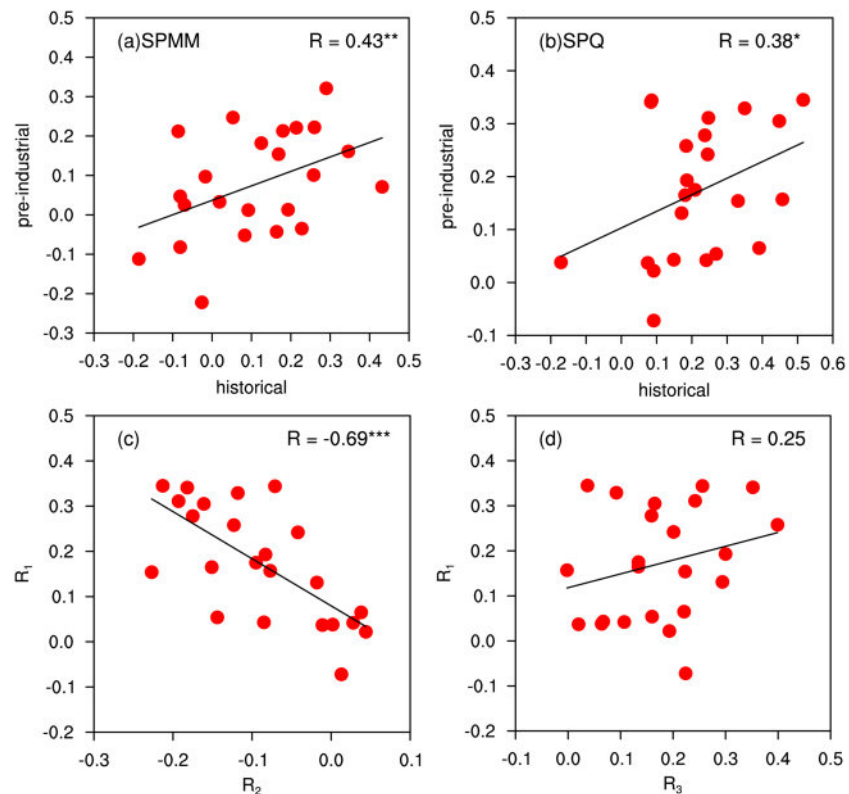 (a)SPMM R = 0.43**
0.5
0.4
0.3
0.2
0.1
0.0
-0.1
-0.2
-0.3
pre-industrial
-0.3 -0.2 -0.1 0.0 0.1 0.2 0.3 0.4 0.5
historical
(b)SPQ R = 0.38*
0.5
0.4
0.3
0.2
0.1
0.0
-0.1
pre-industrial
-0.3 -0.2 -0.1 0.0 0.1 0.2 0.3 0.4 0.5 0.6
historical
(c) R = -0.69***
0.5
0.4
0.3
0.2
0.1
0.0
-0.1
-0.2
R₁
-0.3 -0.2 -0.1 0.0 0.1
R₂
(d) R = 0.25
0.5
0.4
0.3
0.2
0.1
0.0
-0.1
-0.2
R₁
-0.1 0.0 0.1 0.2 0.3 0.4 0.5
R₃